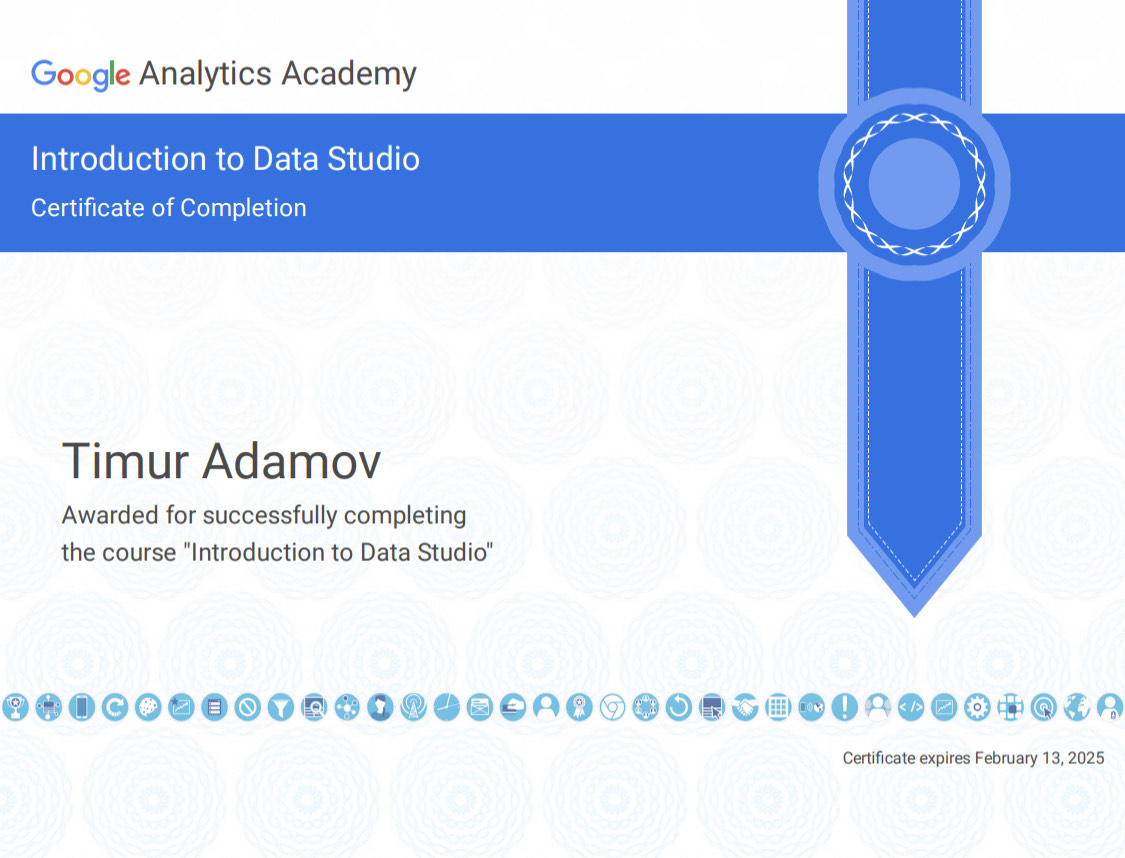 Google Analytics Academy
Introduction to Data Studio
Certificate of Completion
Timur Adamov
Awarded for successfully completing
the course "Introduction to Data Studio"
Certificate expires February 13, 2025